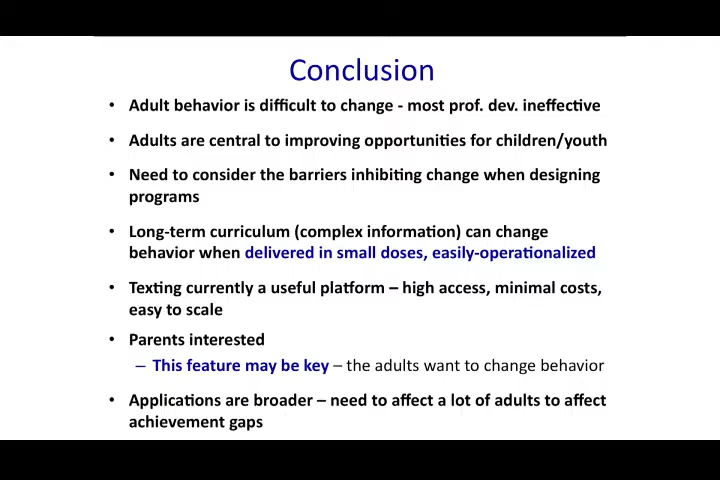 Conclusion
• Adult behavior is difficult to change - most prof. dev. ineffective
• Adults are central to improving opportunities for children/youth
• Need to consider the barriers inhibiting change when designing
programs
• Long-term curriculum (complex information) can change
behavior when delivered in small doses, easily-operationalized
• Texting currently a useful platform – high access, minimal costs,
easy to scale
• Parents interested
– This feature may be key – the adults want to change behavior
• Applications are broader – need to affect a lot of adults to affect
achievement gaps